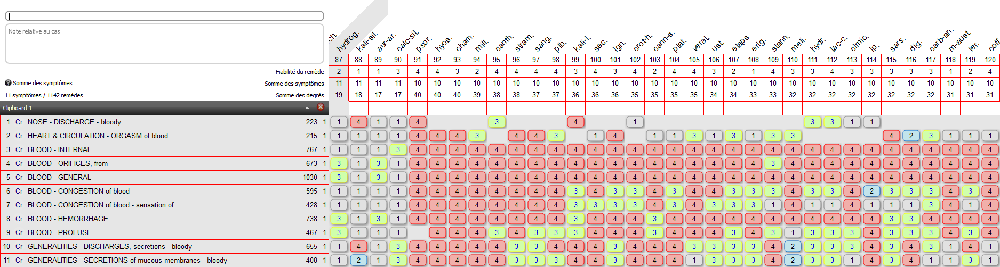 ch. hydrog. kali-sil. aur-ar. calc-sil. psor. hyos. cham. mill. canth. stram. sang. plb. kali-i. sec. ign. crot-h. cann-s. plat. verat. ust. elaps erig. stann. meli. hydr. lac-c. cimic. ip. sars. dig. carb-an. m-aust. ter. coff
Note relative au cas
87 88 89 90 91 92 93 94 95 96 97 98 99 100 101 102 103 104 105 106 107 108 109 110 111 112 113 114 115 116 117 118 119 120
Fiabilité du remède 2 1 1 3 4 4 3 2 4 4 4 4 3 4 3 4 2 4 4 3 2 1 4 3 3 4 3 3 3 3 3 1 2 4
Somme des symptômes Somme des symptômes 11 11 11 11 10 10 10 10 10 10 10 10 10 10 10 10 10 10 10 10 10 10 10 10 10 10 10 10 10 10 10 10 10 10
11 symptômes / 1142 remèdes Somme des degrés 19 18 17 17 40 40 40 39 38 38 37 37 36 36 36 35 35 35 35 34 34 33 33 32 32 32 32 32 32 32 32 31 31 31
Clipboard 1
1 Cr NOSE - DISCHARGE - bloody 223 1 1 4 1 1 4 3 4 1 3 3 1 1
2 Cr HEART & CIRCULATION - ORGASM of blood 215 1 1 1 1 1 4 4 4 3 4 4 3 1 4 1 1 3 1 3 1 3 3 4 2 3 1 1 1
3 Cr BLOOD - INTERNAL 767 1 1 1 1 3 4 4 4 4 4 4 4 4 4 4 4 4 4 4 4 4 4 4 4 4 4 4 4 4 4 4 4 4 4 4
4 Cr BLOOD - ORIFICES, from 673 1 3 1 3 1 4 4 4 4 4 4 4 4 4 4 4 4 4 4 4 4 4 4 3 4 4 4 4 4 4 4 4 4 4 4
5 Cr BLOOD - GENERAL 1030 1 3 1 3 1 4 4 4 4 4 4 4 4 4 4 4 4 4 4 4 4 4 4 4 4 4 4 4 4 4 4 4 4 4 4
6 Cr BLOOD - CONGESTION of blood 595 1 1 1 1 1 4 4 4 4 4 4 4 4 3 4 3 3 4 3 4 4 3 3 3 4 3 3 4 2 3 3 3 4 3 4
7 Cr BLOOD - CONGESTION of blood - sensation of 428 1 1 1 1 1 4 4 4 4 4 4 4 4 3 3 3 3 4 3 4 3 3 3 1 4 1 1 4 1 1 1 3 4 1 4
8 Cr BLOOD - HEMORRHAGE 738 1 3 1 3 1 4 4 4 4 4 4 4 4 3 4 4 4 3 4 4 4 4 4 4 4 4 4 4 4 3 3 4 4 4 4
9 Cr BLOOD - PROFUSE 467 1 3 1 1 1 4 4 4 3 4 3 3 3 4 4 4 3 4 4 4 3 4 3 1 3 3 3 4 3 3 3 4 3 4
10 Cr GENERALITIES - DISCHARGES, secretions - bloody 655 1 1 4 1 3 4 4 4 4 4 3 3 4 4 4 3 4 4 4 3 3 3 3 4 2 3 3 3 4 3 4 3 1 4 1
11 Cr GENERALITIES - SECRETIONS of mucous membranes - bloody 408 1 1 2 1 3 4 4 4 4 4 3 3 3 4 4 3 4 4 4 1 3 3 3 4 2 3 3 1 4 3 4 1 1 3 1